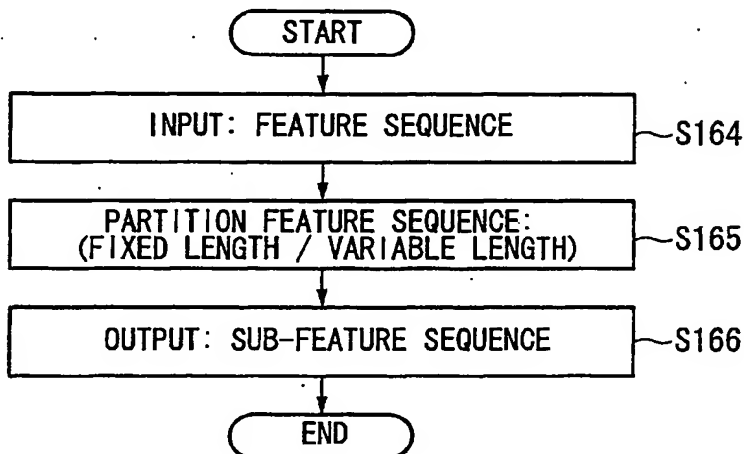 START
INPUT: FEATURE SEQUENCE
S164
PARTITION FEATURE SEQUENCE:
(FIXED LENGTH / VARIABLE LENGTH)
S165
OUTPUT: SUB-FEATURE SEQUENCE
S166
END